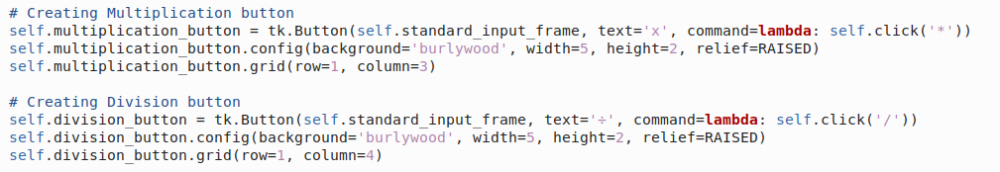 # Creating Multiplication button
self.multiplication_button = tk.Button(self.standard_input_frame, text='x', command=lambda: self.click('*'))
self.multiplication_button.config(background='burlywood', width=5, height=2, relief=RAISED)
self.multiplication_button.grid(row=1, column=3)
# Creating Division button
self.division_button = tk.Button(self.standard_input_frame, text='÷', command=lambda: self.click('/'))
self.division_button.config(background='burlywood', width=5, height=2, relief=RAISED)
self.division_button.grid(row=1, column=4)